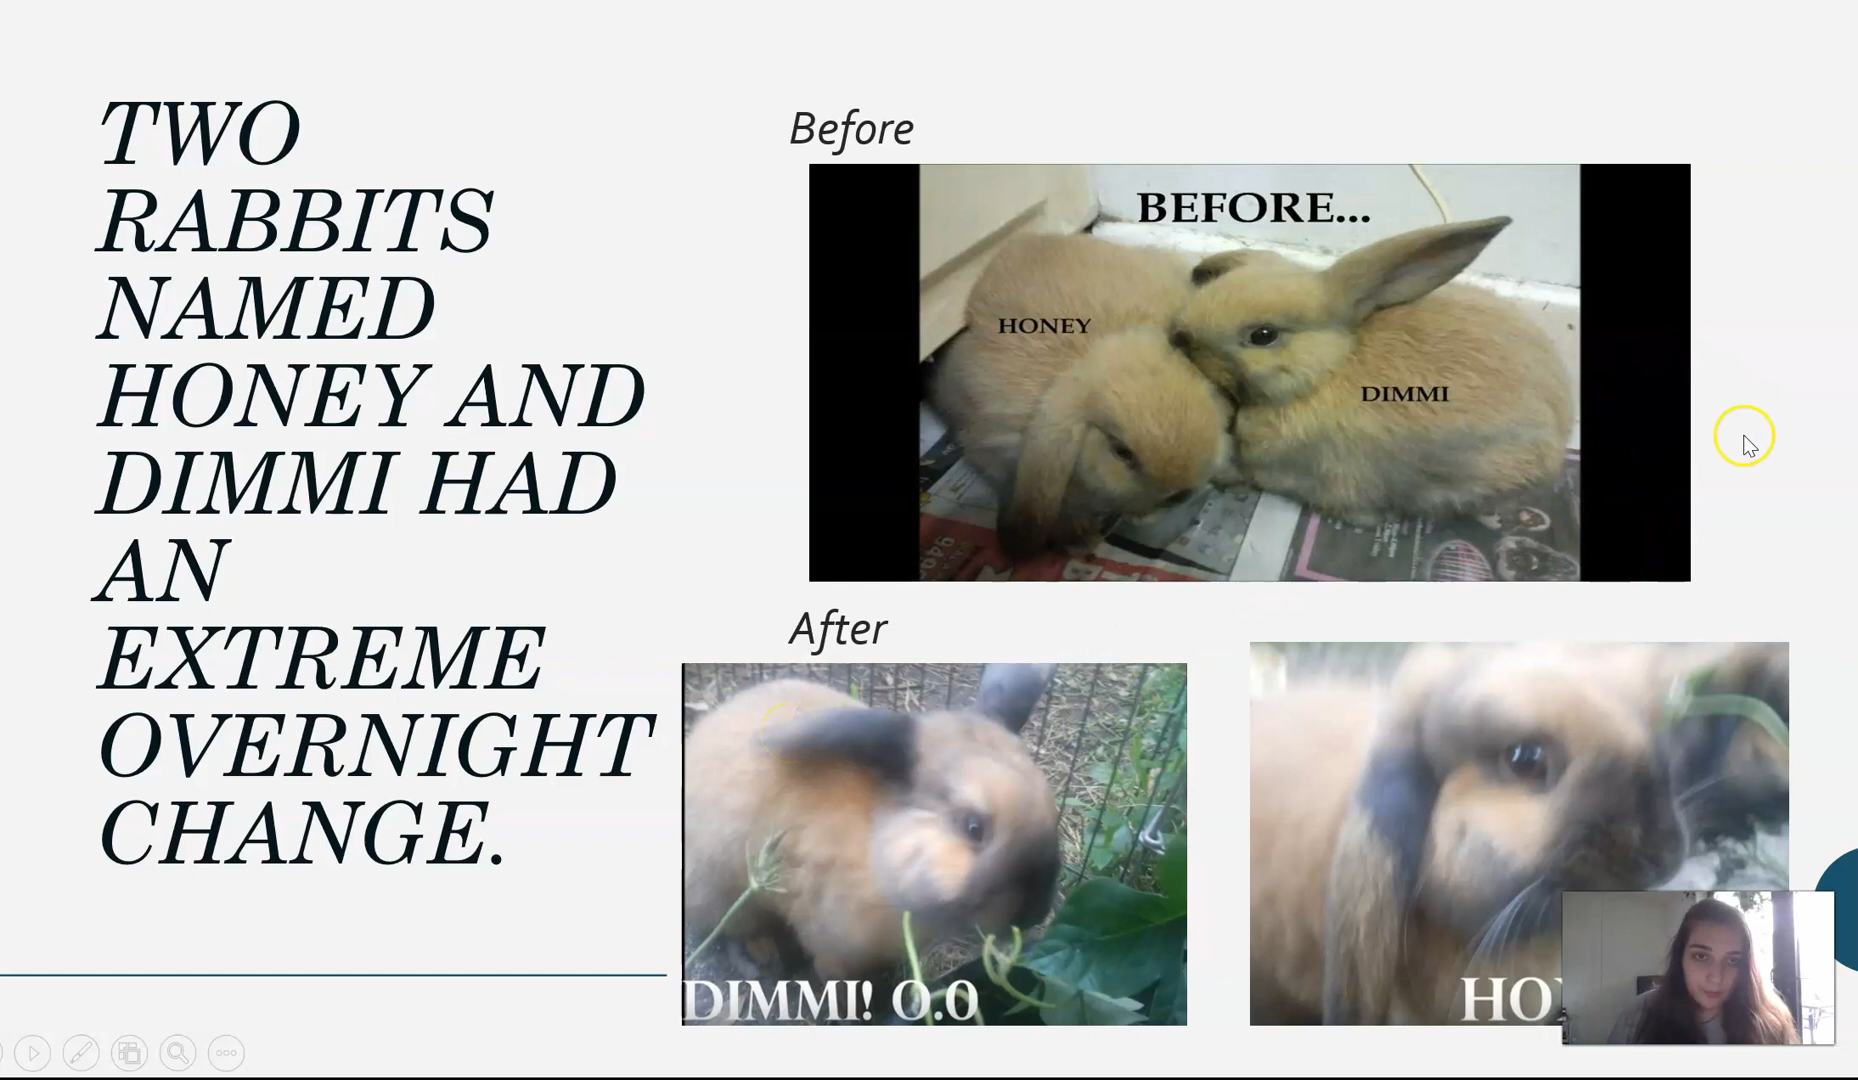 TWO
RABBITS
NAMED
HONEY AND
DIMMI HAD
AN
EXTREME
OVERNIGHT
CHANGE.
Before
BEFORE...
HONEY
DIMMI
After
DIMMI! O.O